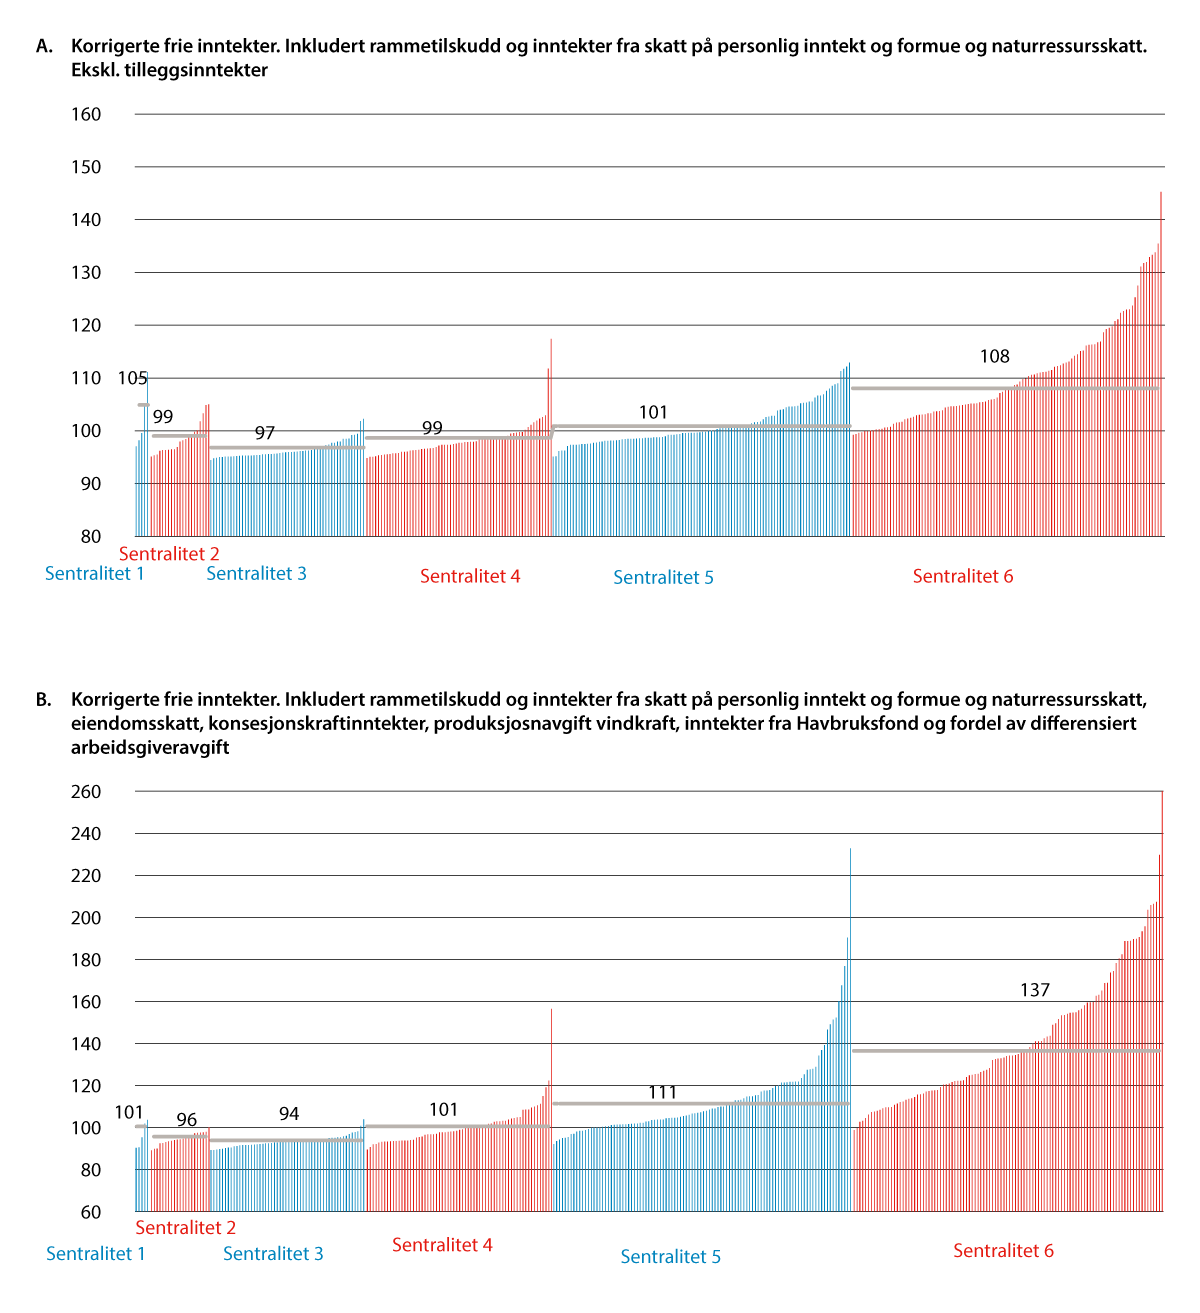 A. Korrigerte frie inntekter. Inkludert rammetilskudd og inntekter fra skatt på personlig inntekt og formue og naturressursskatt.
Ekskl. tilleggsinntekter
160
150
140
130
120
110
100
90
80
105
99
97
99
101
108
Sentralitet 1
Sentralitet 2
Sentralitet 3
Sentralitet 4
Sentralitet 5
Sentralitet 6
B. Korrigerte frie inntekter. Inkludert rammetilskudd og inntekter fra skatt på personlig inntekt og formue og naturressursskatt,
eiendomsskatt, konsesjonskraftinntekter, produksjosnavgift vindkraft, inntekter fra Havbruksfond og fordel av differensiert
arbeidsgiveravgift
260
240
220
200
180
160
140
120
100
80
60
101
96
94
101
111
137
Sentralitet 1
Sentralitet 2
Sentralitet 3
Sentralitet 4
Sentralitet 5
Sentralitet 6